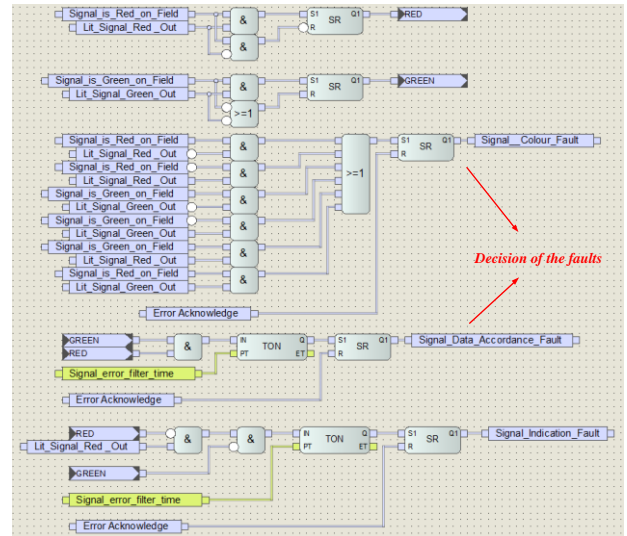 Signal_is_Red_on_Field & S1 SR Q1 RED
Lit_Signal_Red_Out R
&
Signal_is_Green_on_Field & S1 SR Q1 GREEN
Lit_Signal_Green_Out R
>=1
Signal_is_Red_on_Field & S1 SR Q1 Signal__Colour_Fault
Lit_Signal_Red_Out R
Signal_is_Red_on_Field &
Lit_Signal_Red_Out >=1
Signal_is_Green_on_Field &
Lit_Signal_Green_Out
Signal_is_Green_on_Field &
Lit_Signal_Green_Out
Signal_is_Green_on_Field &
Lit_Signal_Red_Out
Signal_is_Red_on_Field &
Lit_Signal_Green_Out
Decision of the faults
Error Acknowledge
GREEN & IN TON Q S1 SR Q1 Signal_Data_Accordance_Fault
RED PT ET R
Signal_error_filter_time
Error Acknowledge
RED & & IN TON Q S1 SR Q1 Signal_Indication_Fault
Lit_Signal_Red_Out PT ET R
GREEN
Signal_error_filter_time
Error Acknowledge